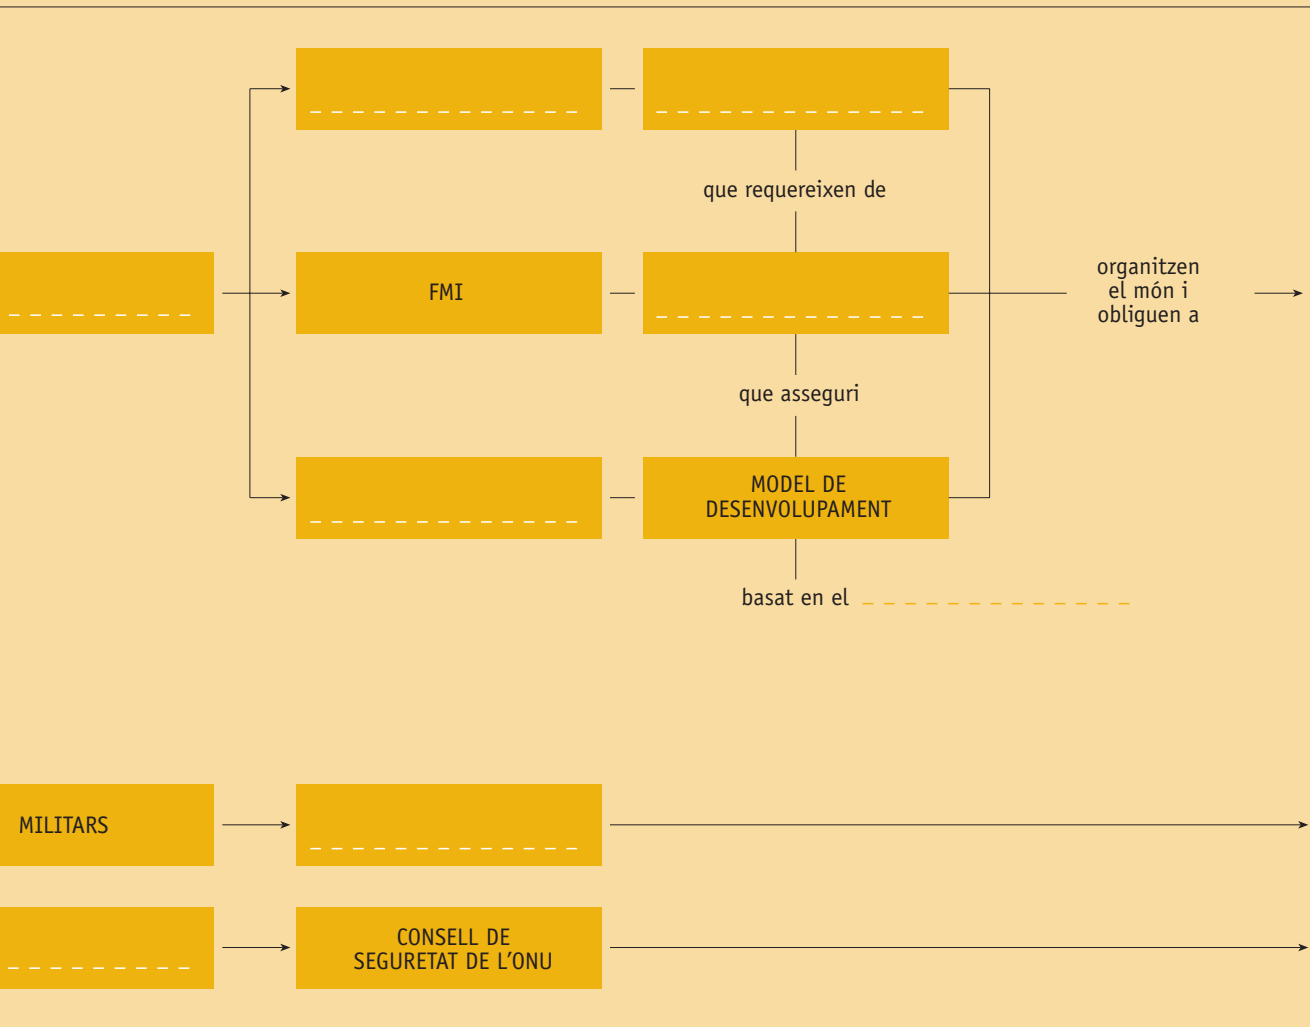 que requereixen de
FMI
organitzen
el món i
obliguen a
que asseguri
MODEL DE
DESENVOLUPAMENT
basat en el
MILITARS
CONSELL DE
SEGURETAT DE L'ONU